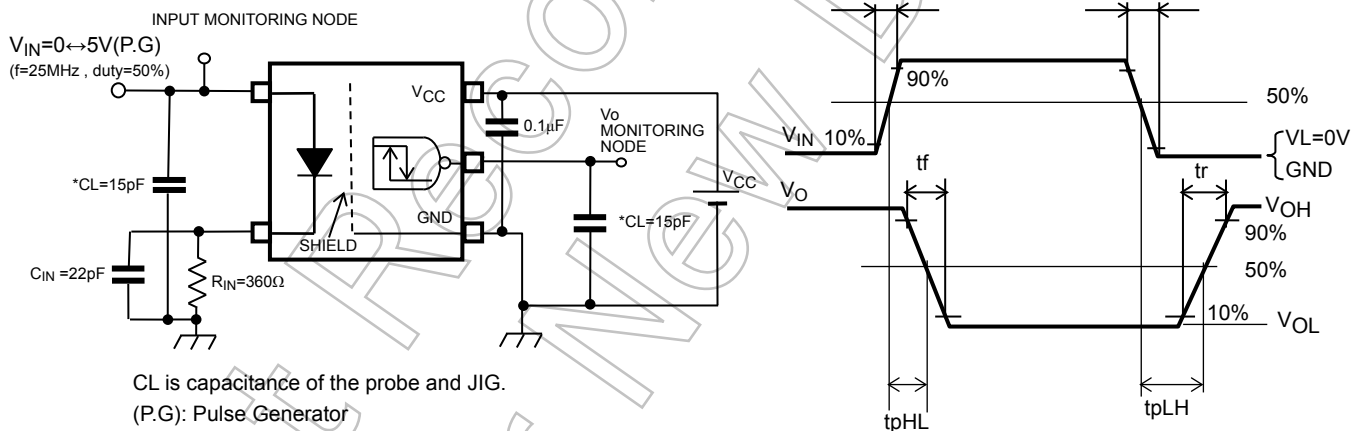 INPUT MONITORING NODE
VIN=0↔5V(P.G)
(f=25MHz , duty=50%)
*CL=15pF
CIN =22pF
RIN=360Ω
SHIELD
VCC
GND
0.1μF
Vo
MONITORING
NODE
*CL=15pF
VCC
CL is capacitance of the probe and JIG.
(P.G): Pulse Generator
90%
50%
VIN 10%
VL=0V
GND
tf
tr
VO
VOH
90%
50%
10%
VOL
tpHL
tpLH